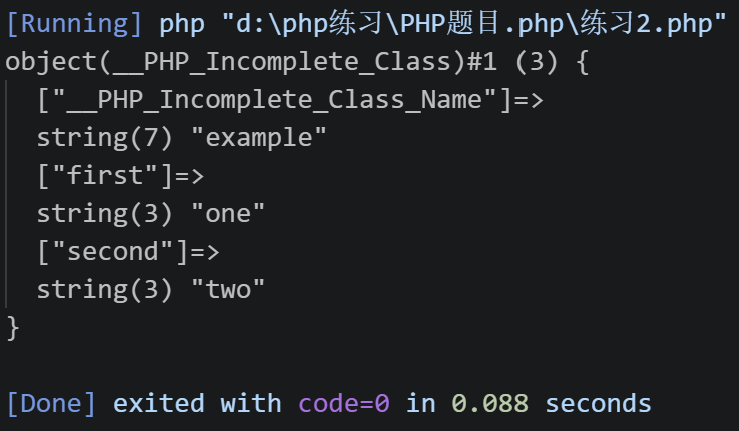 [Running] php "d:\php练习\PHP题目.php\练习2.php"
object(__PHP_Incomplete_Class)#1 (3) {
  ["__PHP_Incomplete_Class_Name"]=>
  string(7) "example"
  ["first"]=>
  string(3) "one"
  ["second"]=>
  string(3) "two"
}
[Done] exited with code=0 in 0.088 seconds